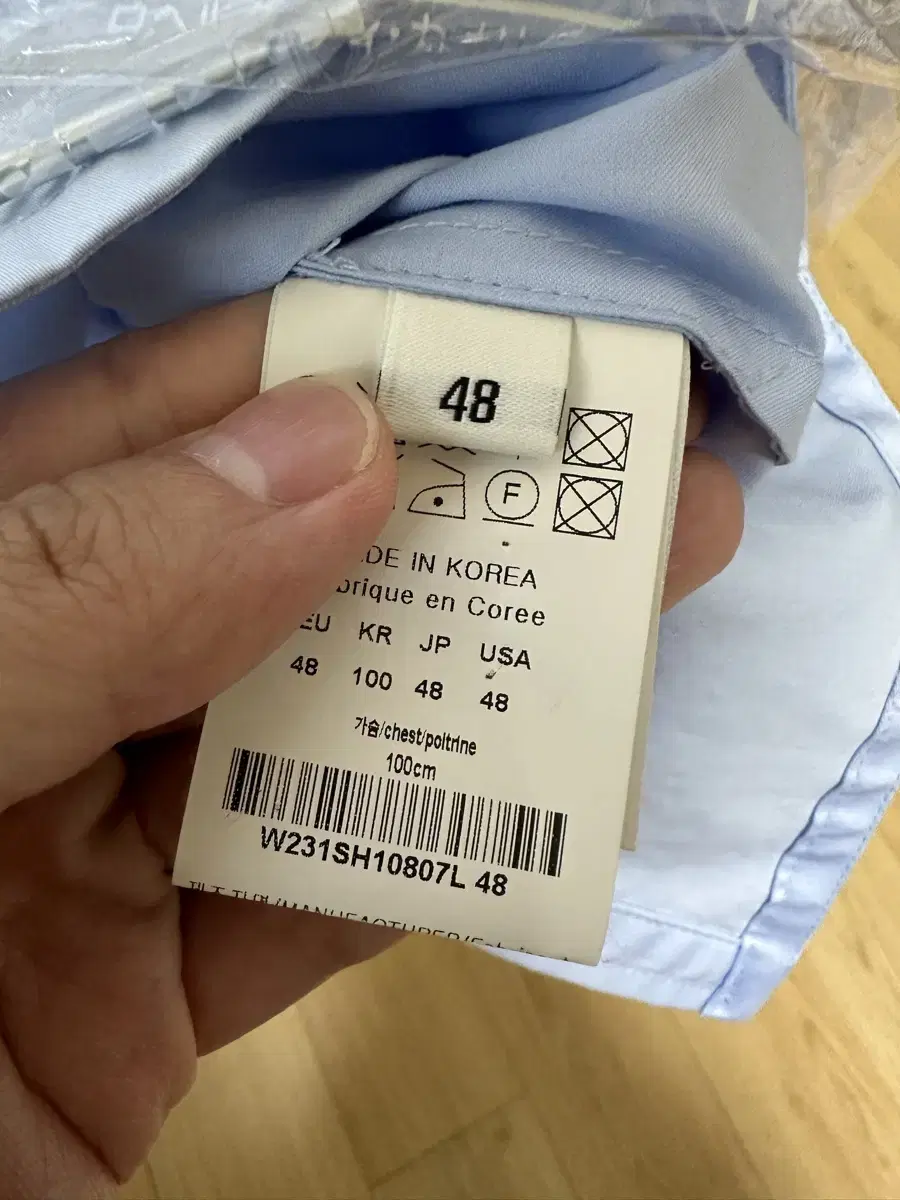 48
F
DE IN KOREA
brique en Coree
EU KR JP USA
48 100 48 48
가슴/chest/poitrine
100cm
W231SH10807L 48